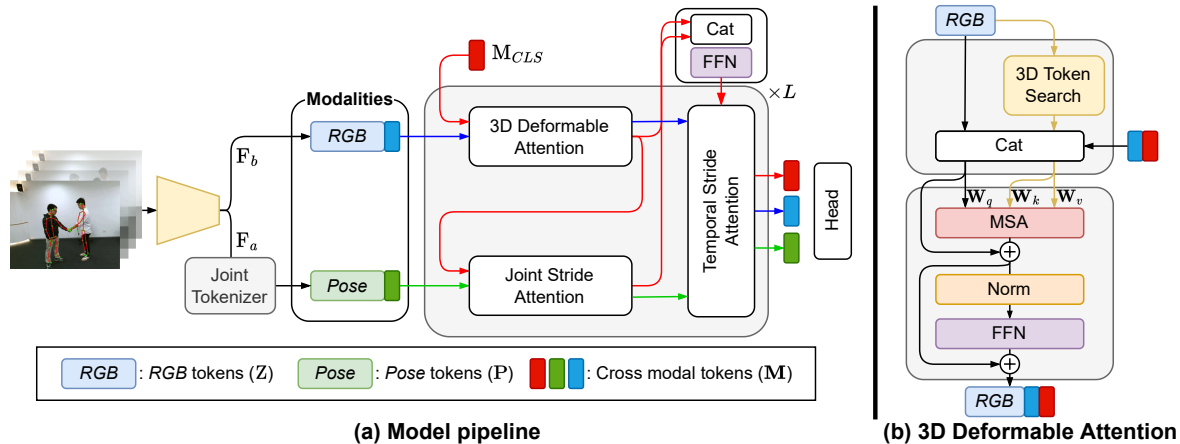 M_{CLS}
Cat
FFN
×L
Modalities
RGB
Pose
F_b
F_a
Joint
Tokenizer
3D Deformable
Attention
Joint Stride
Attention
Temporal Stride
Attention
Head
RGB : RGB tokens (Z)
Pose : Pose tokens (P)
: Cross modal tokens (M)
(a) Model pipeline
RGB
3D Token
Search
Cat
W_q
W_k
W_v
MSA
Norm
FFN
RGB
(b) 3D Deformable Attention